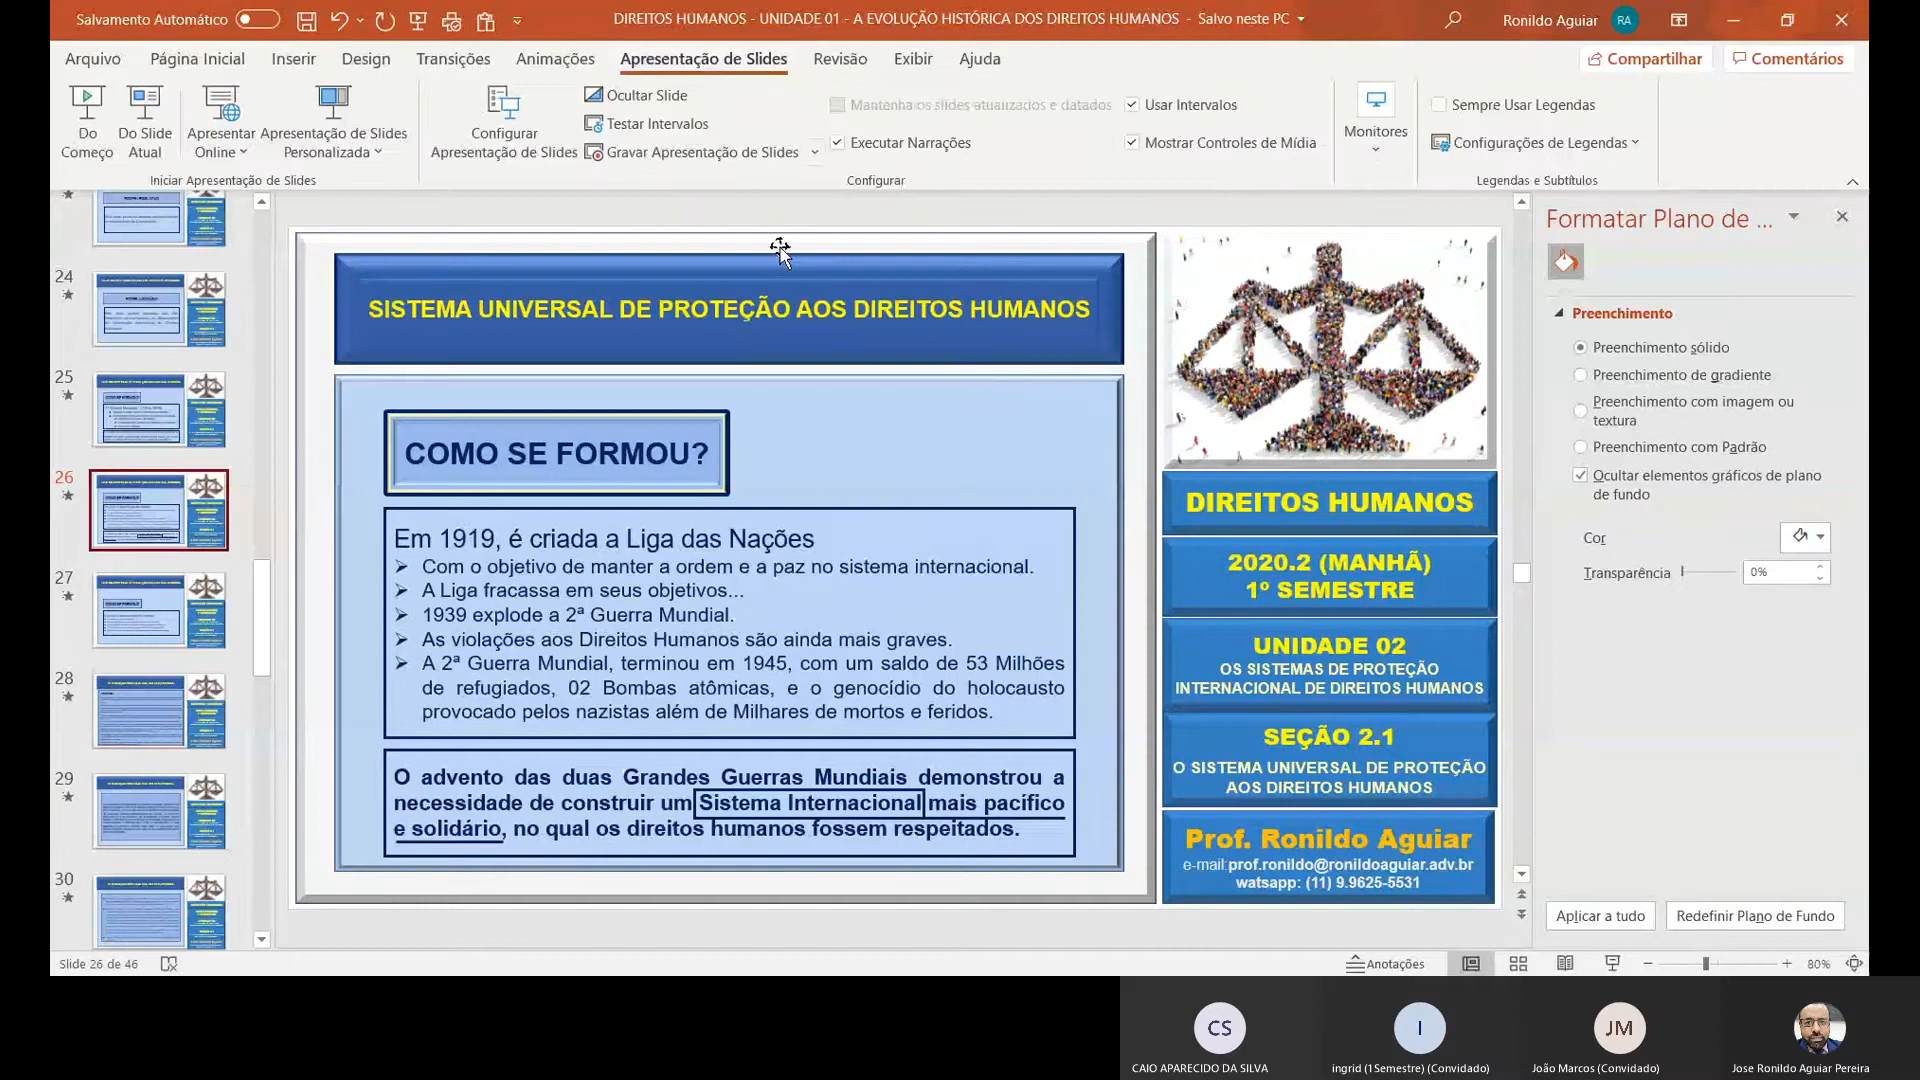 Salvamento Automático
DIREITOS HUMANOS - UNIDADE 01 - A EVOLUÇÃO HISTÓRICA DOS DIREITOS HUMANOS - Salvo neste PC
Ronildo Aguiar
RA
Arquivo Página Inicial Inserir Design Transições Animações Apresentação de Slides Revisão Exibir Ajuda
Compartilhar
Comentários
Do Começo
Do Slide Atual
Apresentar Online
Apresentação de Slides Personalizada
Iniciar Apresentação de Slides
Configurar Apresentação de Slides
Ocultar Slide
Testar Intervalos
Gravar Apresentação de Slides
Mantenha os slides atualizados e datados
Executar Narrações
Usar Intervalos
Mostrar Controles de Mídia
Configurar
Monitores
Sempre Usar Legendas
Configurações de Legendas
Legendas e Subtítulos
24
25
26
27
28
29
30
SISTEMA UNIVERSAL DE PROTEÇÃO AOS DIREITOS HUMANOS
COMO SE FORMOU?
Em 1919, é criada a Liga das Nações
Com o objetivo de manter a ordem e a paz no sistema internacional.
A Liga fracassa em seus objetivos...
1939 explode a 2ª Guerra Mundial.
As violações aos Direitos Humanos são ainda mais graves.
A 2ª Guerra Mundial, terminou em 1945, com um saldo de 53 Milhões
de refugiados, 02 Bombas atômicas, e o genocídio do holocausto
provocado pelos nazistas além de Milhares de mortos e feridos.
O advento das duas Grandes Guerras Mundiais demonstrou a
necessidade de construir um Sistema Internacional mais pacífico
e solidário, no qual os direitos humanos fossem respeitados.
DIREITOS HUMANOS
2020.2 (MANHÃ)
1º SEMESTRE
UNIDADE 02
OS SISTEMAS DE PROTEÇÃO
INTERNACIONAL DE DIREITOS HUMANOS
SEÇÃO 2.1
O SISTEMA UNIVERSAL DE PROTEÇÃO
AOS DIREITOS HUMANOS
Prof. Ronildo Aguiar
e-mail:prof.ronildo@ronildoaguiar.adv.br
watsapp: (11) 9.9625-5531
Formatar Plano de ...
Preenchimento
Preenchimento sólido
Preenchimento de gradiente
Preenchimento com imagem ou
textura
Preenchimento com Padrão
Ocultar elementos gráficos de plano
de fundo
Cor
Transparência
0%
Aplicar a tudo
Redefinir Plano de Fundo
Slide 26 de 46
Anotações
80%
CS
I
JM
CAIO APARECIDO DA SILVA
ingrid (1Semestre) (Convidado)
João Marcos (Convidado)
Jose Ronildo Aguiar Pereira